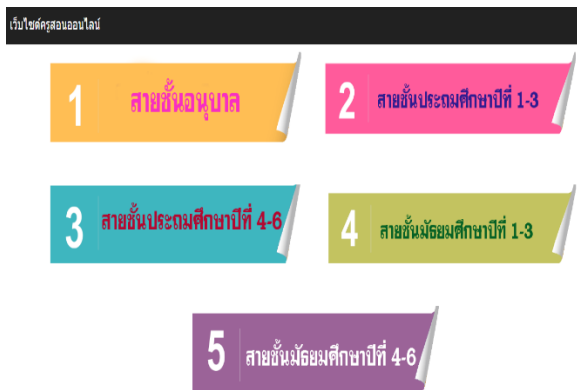 เว็บไซต์ครูสอนออนไลน์
1 สายชั้นอนุบาล
2 สายชั้นประถมศึกษาปีที่ 1-3
3 สายชั้นประถมศึกษาปีที่ 4-6
4 สายชั้นมัธยมศึกษาปีที่ 1-3
5 สายชั้นมัธยมศึกษาปีที่ 4-6